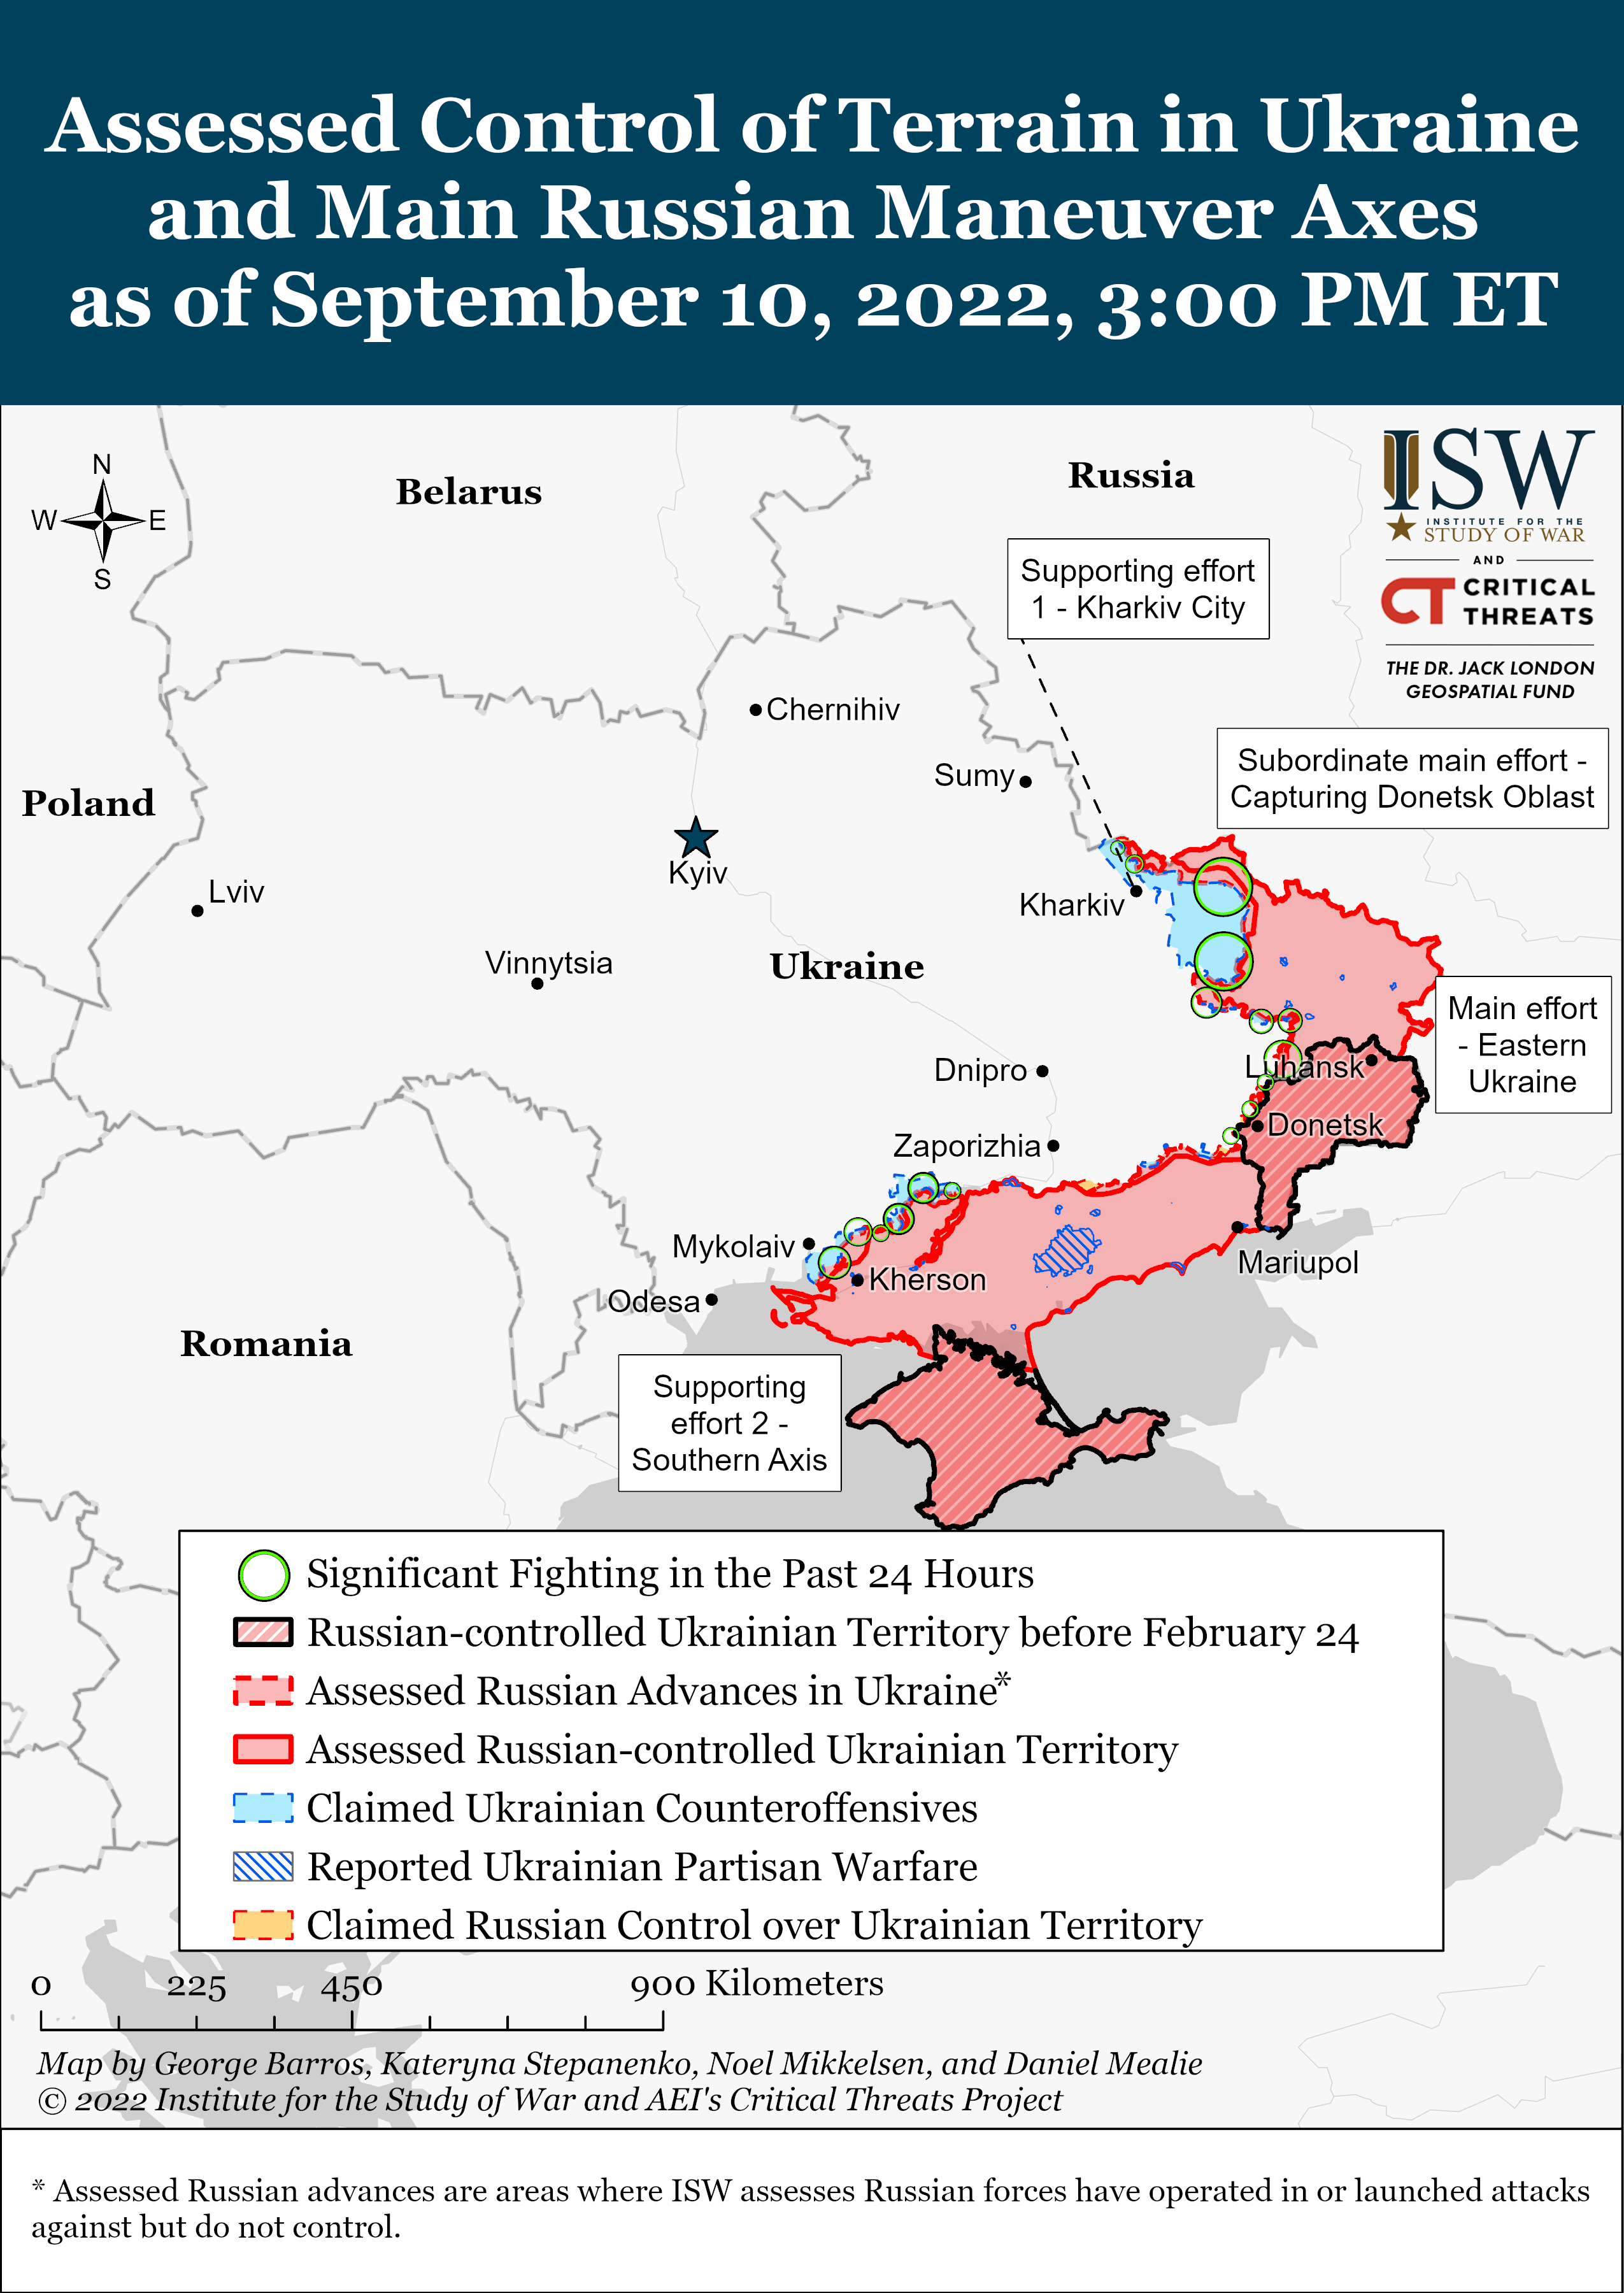 Assessed Control of Terrain in Ukraine
and Main Russian Maneuver Axes
as of September 10, 2022, 3:00 PM ET
N
W
E
S
Belarus
Russia
ISW
INSTITUTE FOR THE
STUDY OF WAR
AND
CT CRITICAL
THREATS
THE DR. JACK LONDON
GEOSPATIAL FUND
Supporting effort
1 - Kharkiv City
Chernihiv
Subordinate main effort -
Capturing Donetsk Oblast
Sumy
Poland
Kyiv
Lviv
Kharkiv
Vinnytsia
Ukraine
Main effort
- Eastern
Ukraine
Dnipro
Luhansk
Donetsk
Zaporizhia
Mykolaiv
Mariupol
Kherson
Odesa
Romania
Supporting
effort 2 -
Southern Axis
Significant Fighting in the Past 24 Hours
Russian-controlled Ukrainian Territory before February 24
Assessed Russian Advances in Ukraine*
Assessed Russian-controlled Ukrainian Territory
Claimed Ukrainian Counteroffensives
Reported Ukrainian Partisan Warfare
Claimed Russian Control over Ukrainian Territory
0 225 450 900 Kilometers
Map by George Barros, Kateryna Stepanenko, Noel Mikkelsen, and Daniel Mealie
© 2022 Institute for the Study of War and AEI's Critical Threats Project
* Assessed Russian advances are areas where ISW assesses Russian forces have operated in or launched attacks
against but do not control.